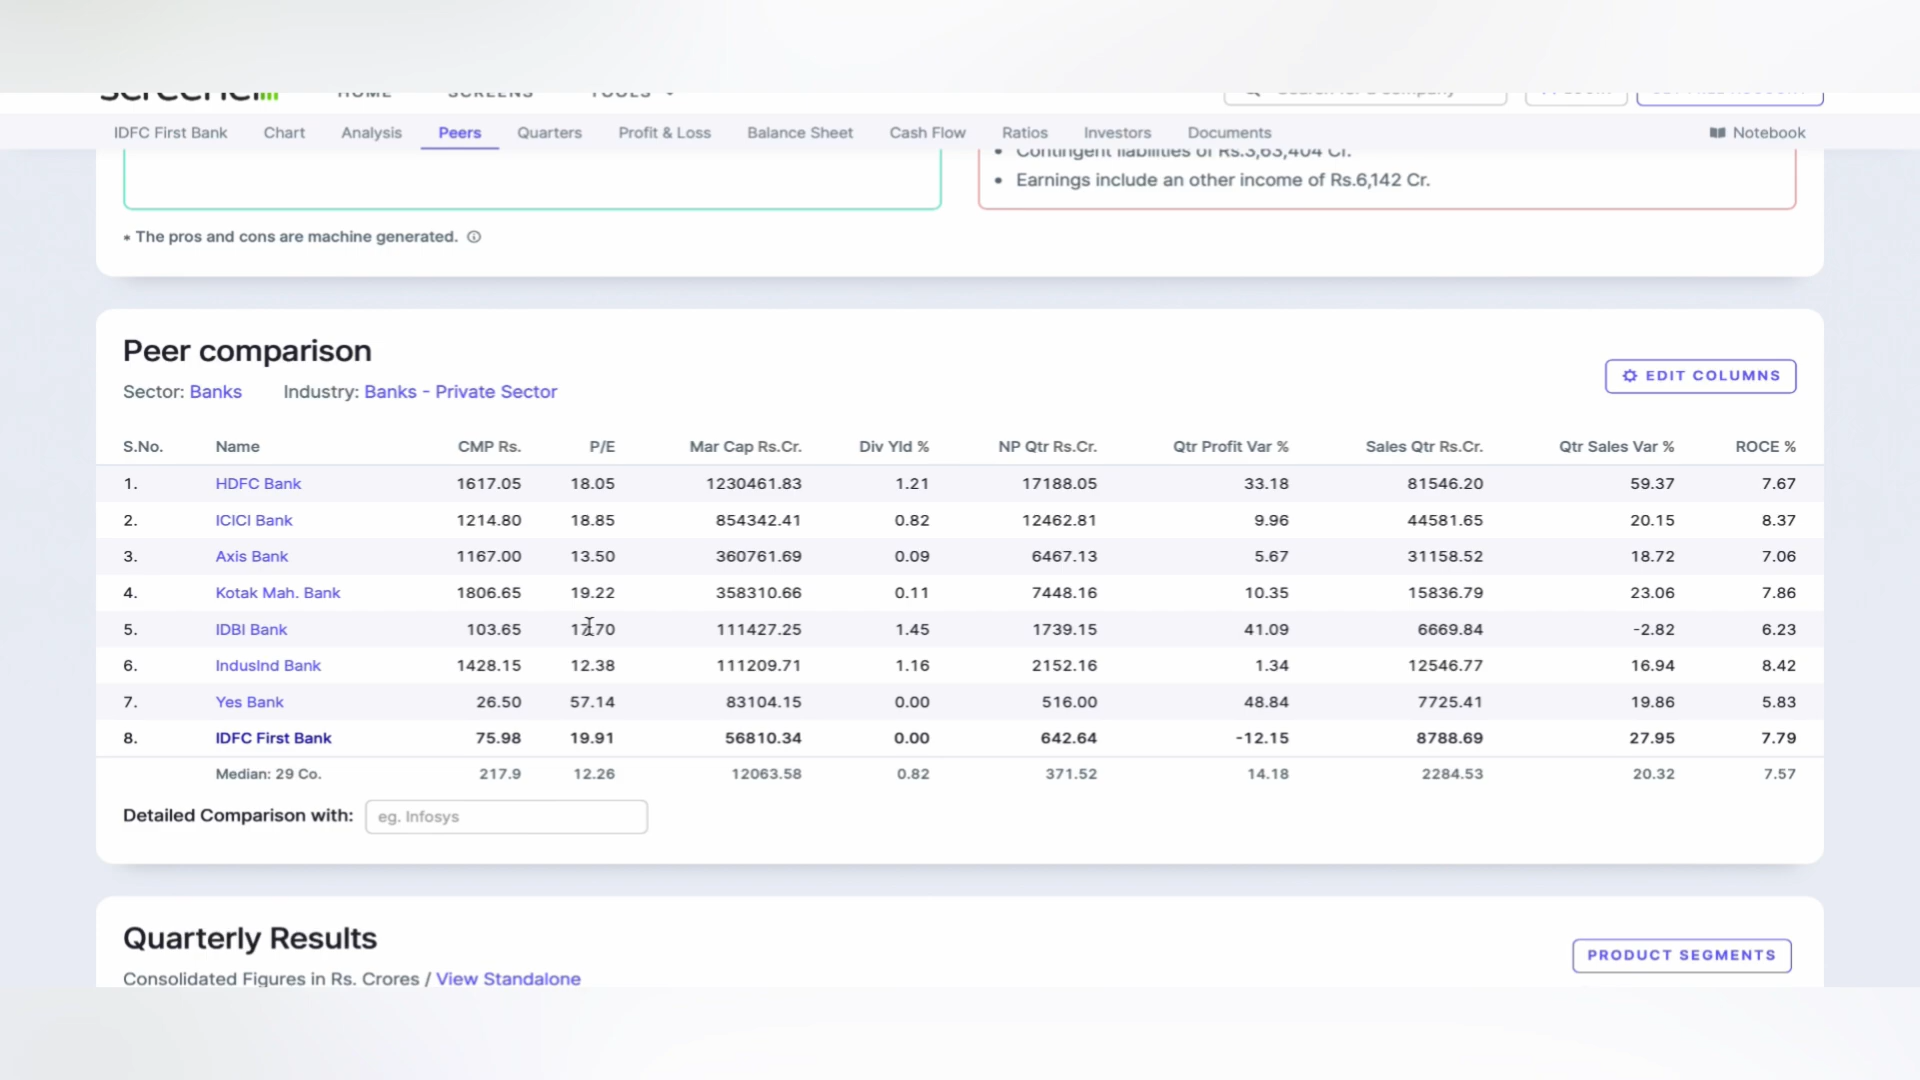 IDFC First Bank Chart Analysis Peers Quarters Profit & Loss Balance Sheet Cash Flow Ratios Investors Documents Notebook
• Contingent liabilities of Rs.3,63,404 Cr.
• Earnings include an other income of Rs.6,142 Cr.
* The pros and cons are machine generated.
Peer comparison
Sector: Banks Industry: Banks - Private Sector
EDIT COLUMNS
S.No. Name CMP Rs. P/E Mar Cap Rs.Cr. Div Yld % NP Qtr Rs.Cr. Qtr Profit Var % Sales Qtr Rs.Cr. Qtr Sales Var % ROCE %
1. HDFC Bank 1617.05 18.05 1230461.83 1.21 17188.05 33.18 81546.20 59.37 7.67
2. ICICI Bank 1214.80 18.85 854342.41 0.82 12462.81 9.96 44581.65 20.15 8.37
3. Axis Bank 1167.00 13.50 360761.69 0.09 6467.13 5.67 31158.52 18.72 7.06
4. Kotak Mah. Bank 1806.65 19.22 358310.66 0.11 7448.16 10.35 15836.79 23.06 7.86
5. IDBI Bank 103.65 111427.25 1.45 1739.15 41.09 6669.84 -2.82 6.23
6. IndusInd Bank 1428.15 12.38 111209.71 1.16 2152.16 1.34 12546.77 16.94 8.42
7. Yes Bank 26.50 57.14 83104.15 0.00 516.00 48.84 7725.41 19.86 5.83
8. IDFC First Bank 75.98 19.91 56810.34 0.00 642.64 -12.15 8788.69 27.95 7.79
Median: 29 Co. 217.9 12.26 12063.58 0.82 371.52 14.18 2284.53 20.32 7.57
Detailed Comparison with: eg. Infosys
Quarterly Results
PRODUCT SEGMENTS
Consolidated Figures in Rs. Crores / View Standalone